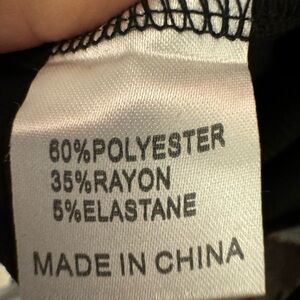 60%POLYESTER
35%RAYON
5%ELASTANE
MADE IN CHINA